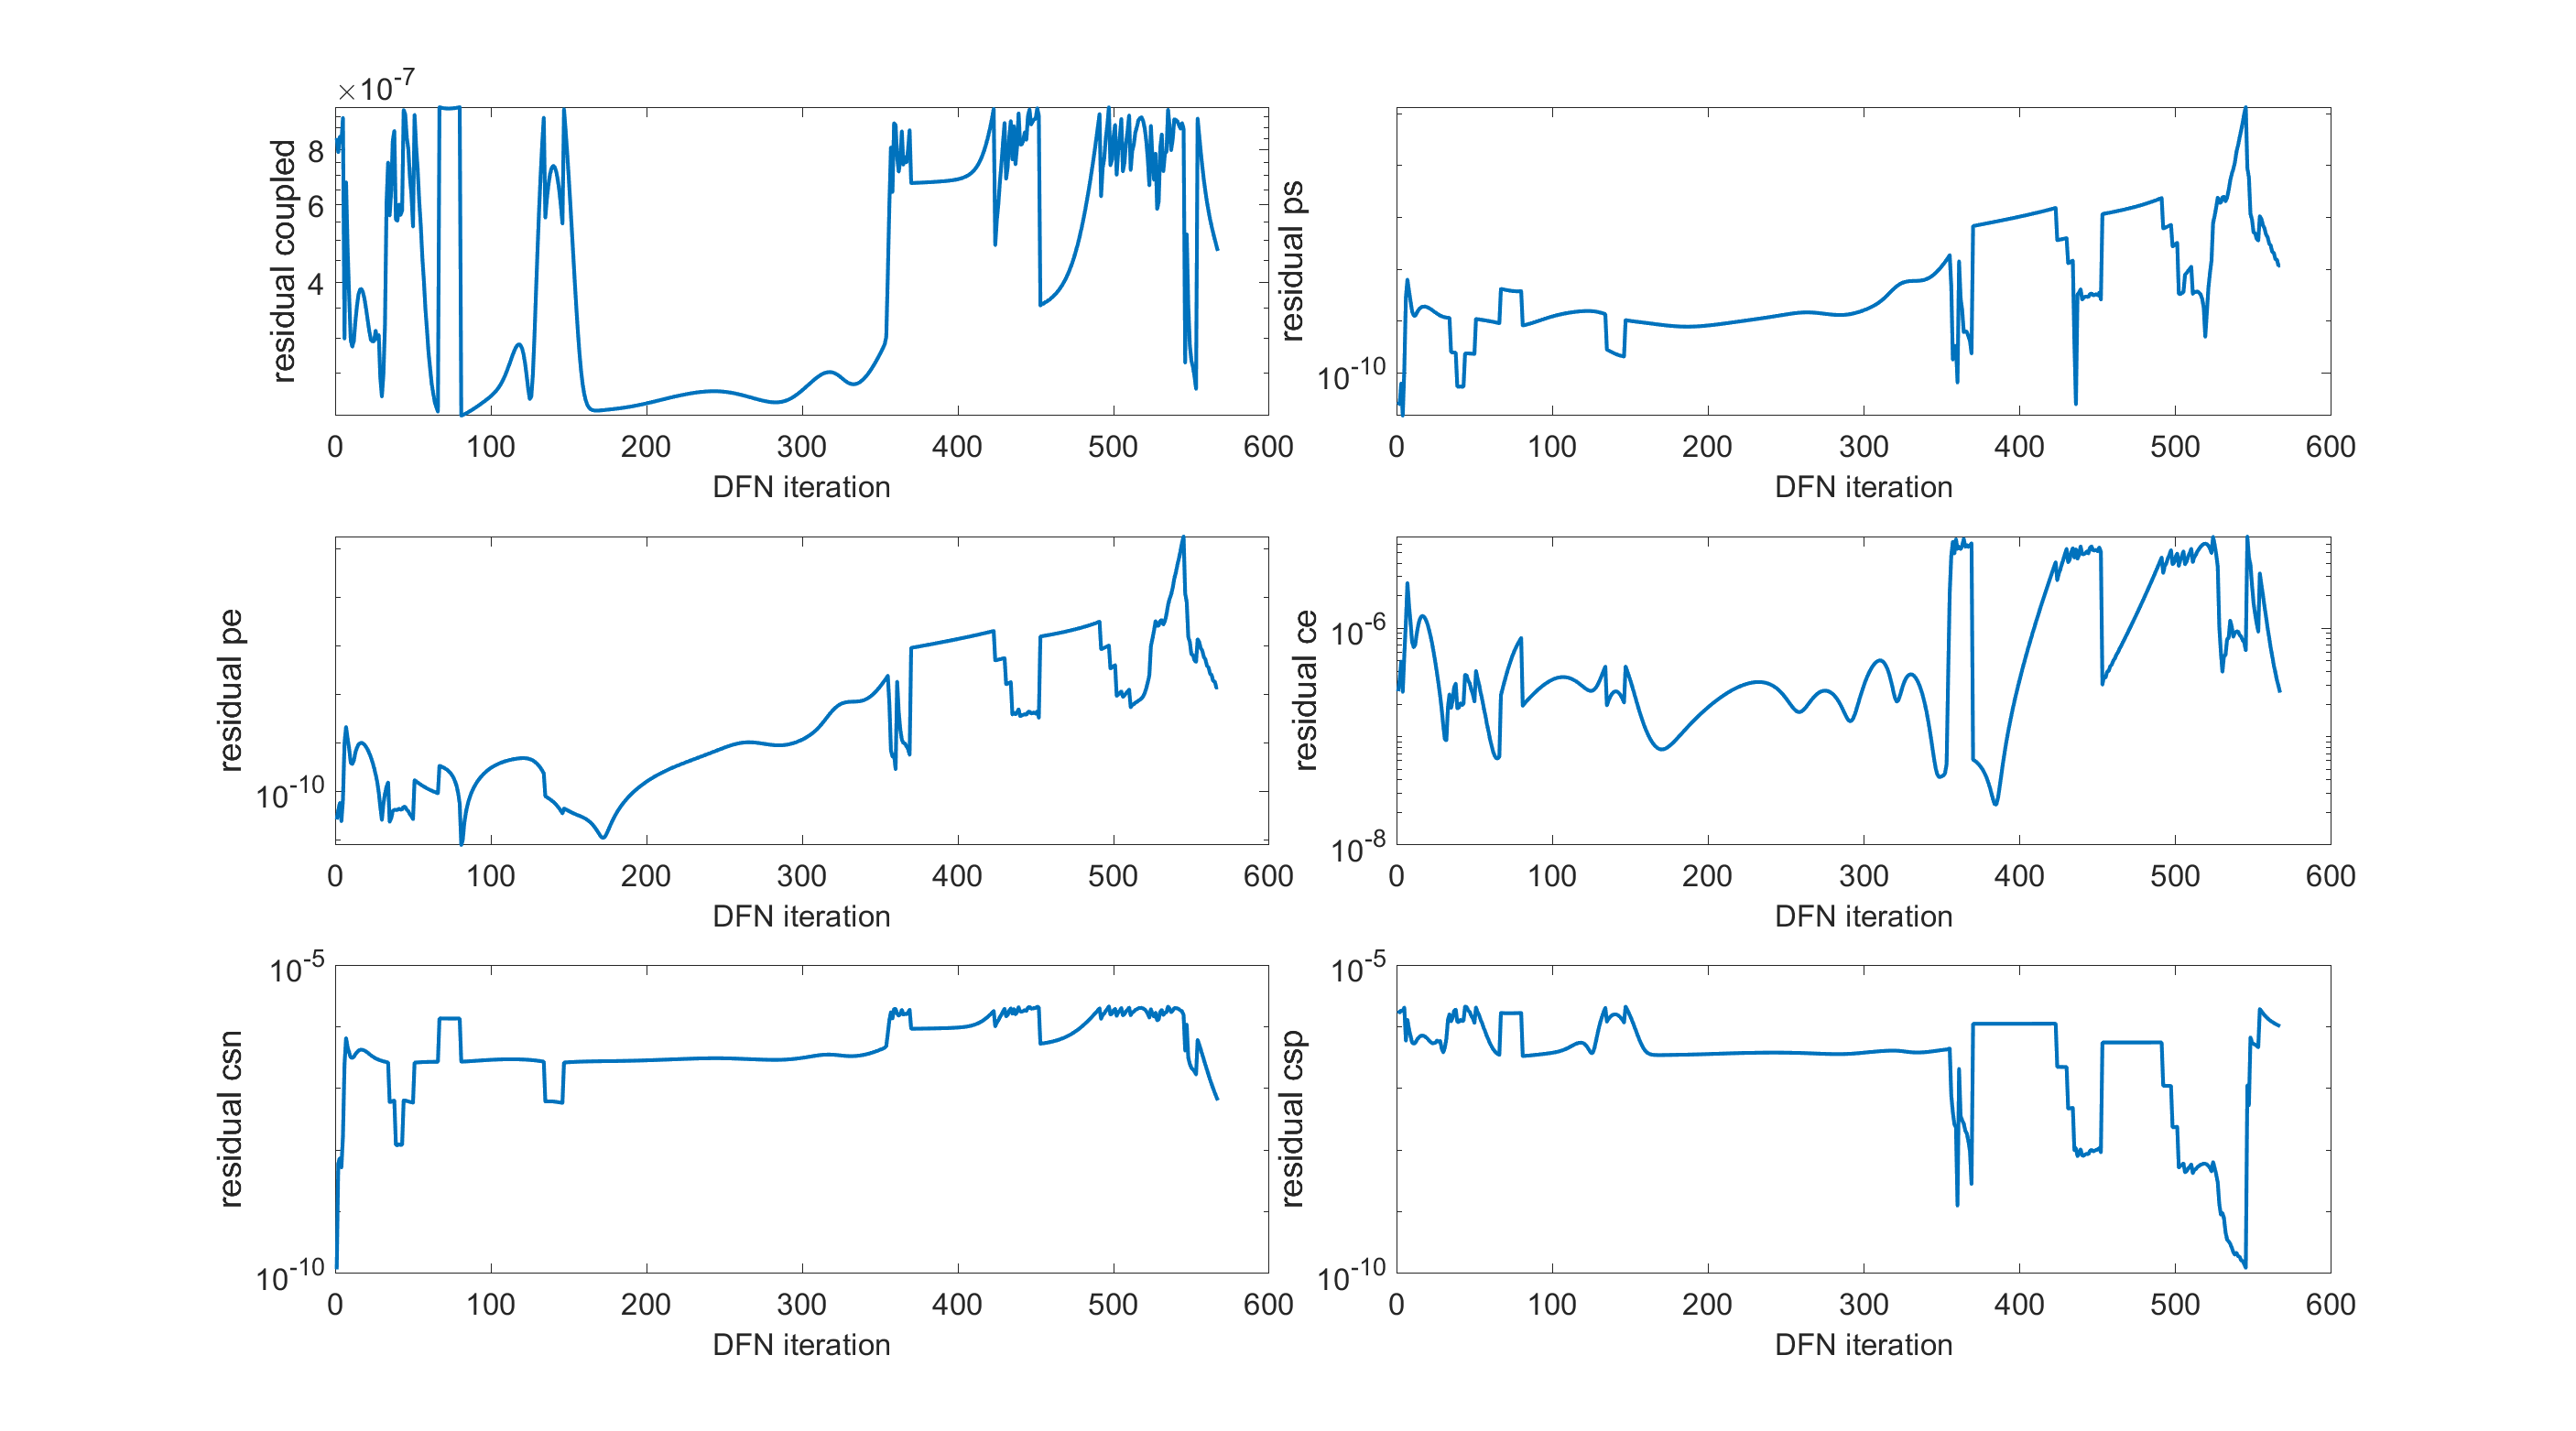 ×10-7
residual coupled
8
6
4
0 100 200 300 400 500 600
DFN iteration
residual ps
10-10
0 100 200 300 400 500 600
DFN iteration
residual pe
10-10
0 100 200 300 400 500 600
DFN iteration
residual ce
10-6
10-8
0 100 200 300 400 500 600
DFN iteration
residual csn
10-5
10-10
0 100 200 300 400 500 600
DFN iteration
residual csp
10-5
10-10
0 100 200 300 400 500 600
DFN iteration